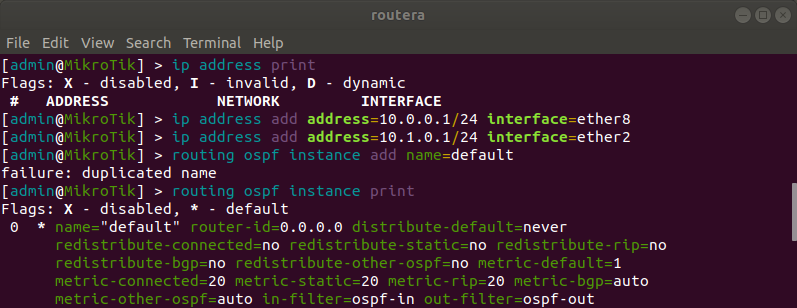 routera
File Edit View Search Terminal Help
[admin@MikroTik] > ip address print
Flags: X - disabled, I - invalid, D - dynamic
 #   ADDRESS            NETWORK         INTERFACE
[admin@MikroTik] > ip address add address=10.0.0.1/24 interface=ether8
[admin@MikroTik] > ip address add address=10.1.0.1/24 interface=ether2
[admin@MikroTik] > routing ospf instance add name=default
failure: duplicated name
[admin@MikroTik] > routing ospf instance print
Flags: X - disabled, * - default
 0  * name="default" router-id=0.0.0.0 distribute-default=never
      redistribute-connected=no redistribute-static=no redistribute-rip=no
      redistribute-bgp=no redistribute-other-ospf=no metric-default=1
      metric-connected=20 metric-static=20 metric-rip=20 metric-bgp=auto
      metric-other-ospf=auto in-filter=ospf-in out-filter=ospf-out